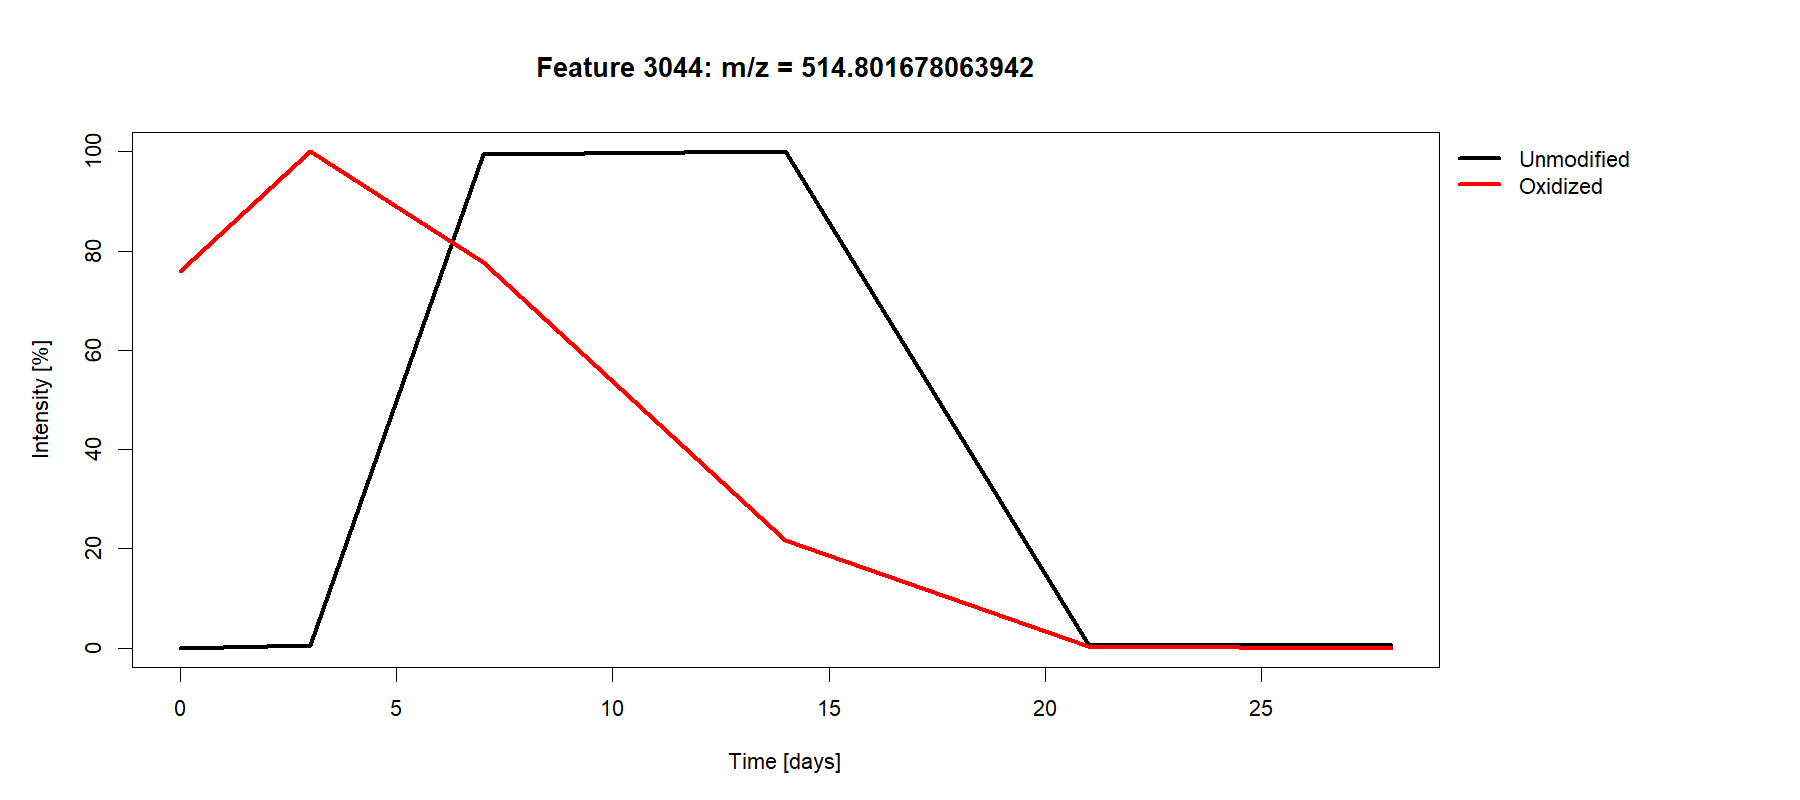 Feature 3044: m/z = 514.801678063942
Unmodified
Oxidized
Intensity [%]
100
80
60
40
20
0
0 5 10 15 20 25
Time [days]